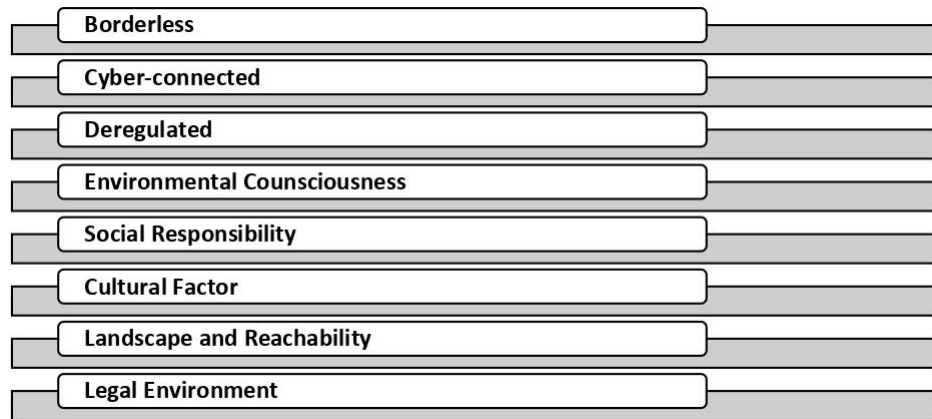 Borderless
Cyber-connected
Deregulated
Environmental Counsciousness
Social Responsibility
Cultural Factor
Landscape and Reachability
Legal Environment